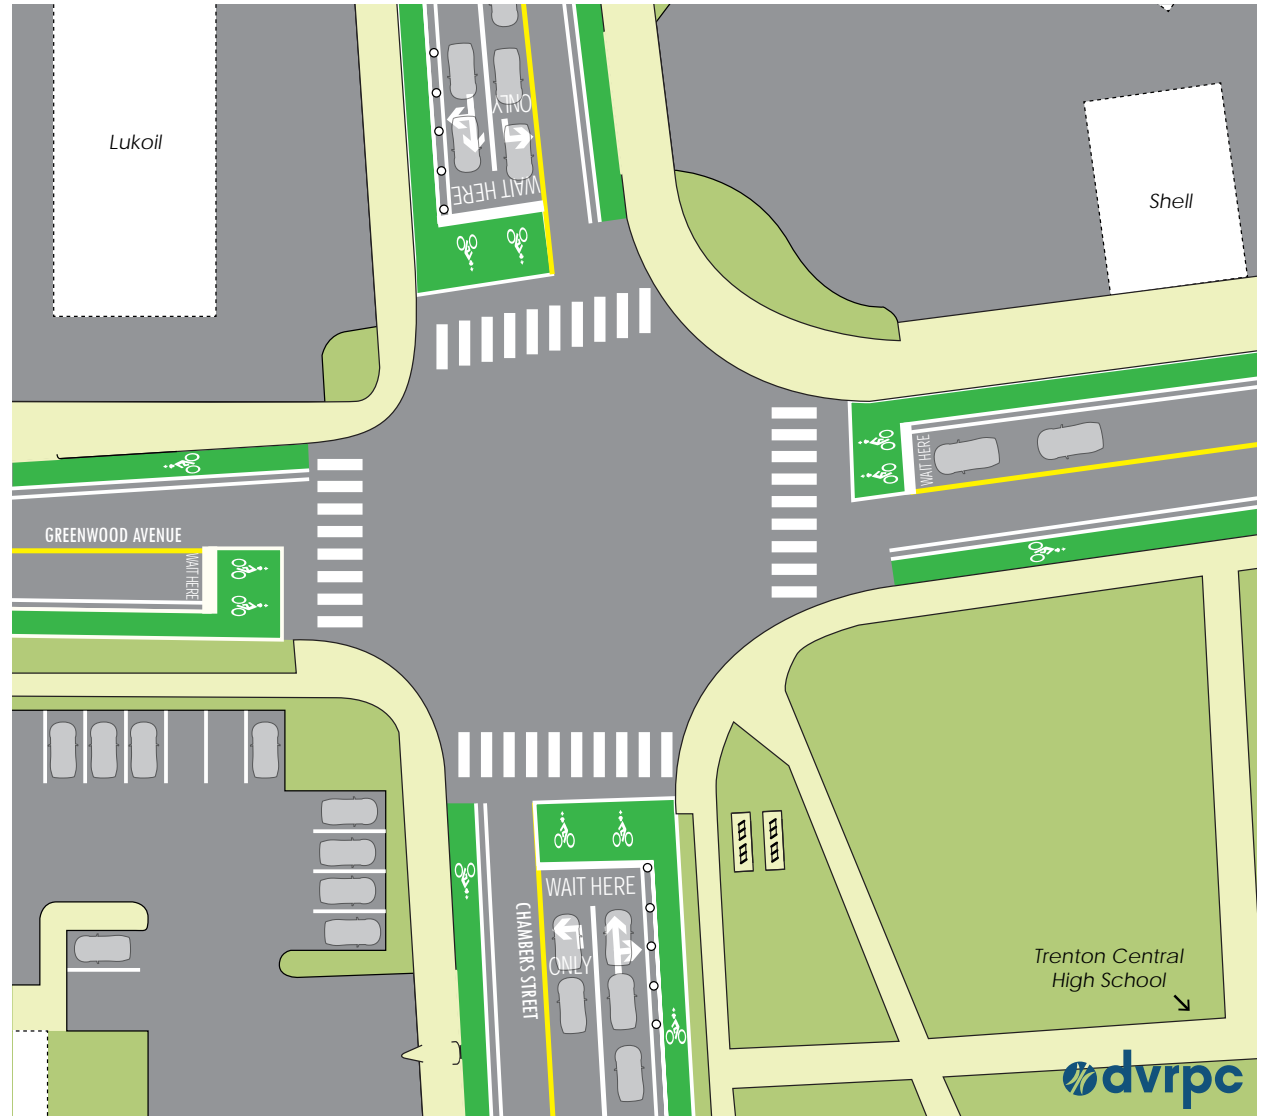 Lukoil
ONLY
WAIT HERE
Shell
WAIT HERE
GREENWOOD AVENUE
WAIT HERE
WAIT HERE
ONLY
CHAMBERS STREET
Trenton Central
High School
dvrpc